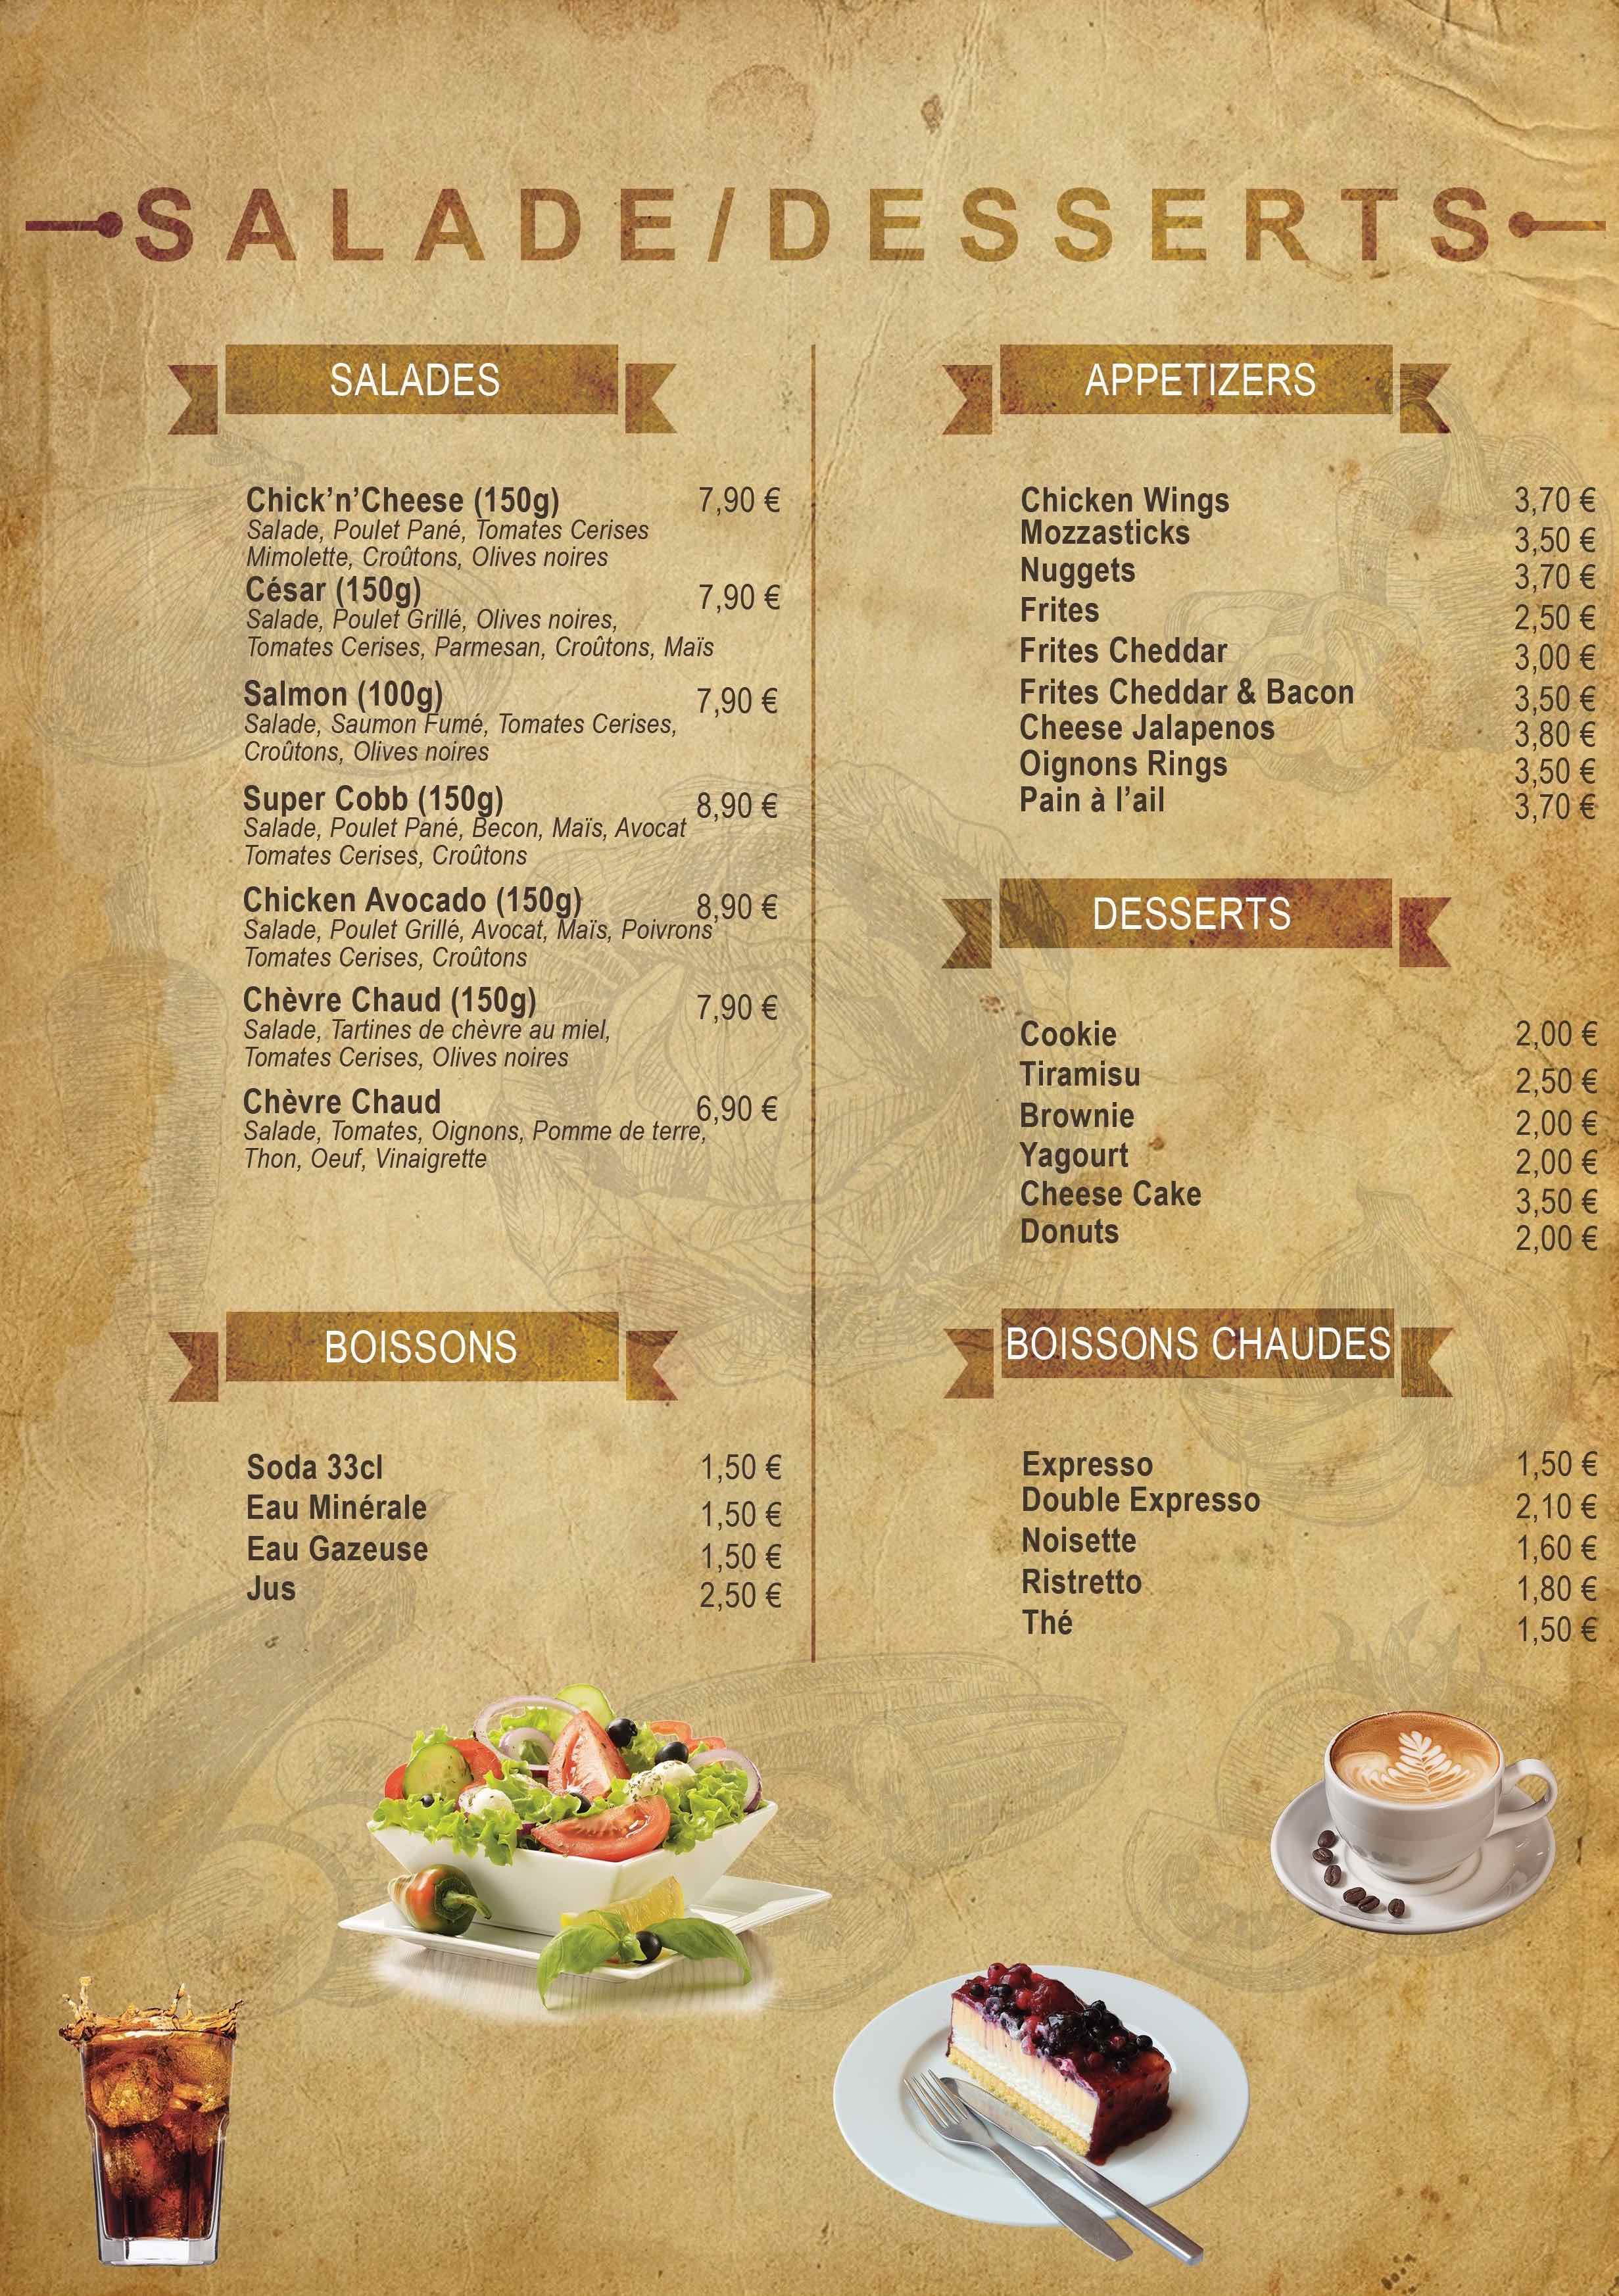 SALADE/DESSERTS
SALADES
Chick'n'Cheese (150g) 7,90 €
Salade, Poulet Pané, Tomates Cerises
Mimolette, Croûtons, Olives noires
César (150g) 7,90 €
Salade, Poulet Grillé, Olives noires,
Tomates Cerises, Parmesan, Croûtons, Maïs
Salmon (100g) 7,90 €
Salade, Saumon Fumé, Tomates Cerises,
Croûtons, Olives noires
Super Cobb (150g) 8,90 €
Salade, Poulet Pané, Becon, Maïs, Avocat
Tomates Cerises, Croûtons
Chicken Avocado (150g) 8,90 €
Salade, Poulet Grillé, Avocat, Maïs, Poivrons
Tomates Cerises, Croûtons
Chèvre Chaud (150g) 7,90 €
Salade, Tartines de chèvre au miel,
Tomates Cerises, Olives noires
Chèvre Chaud 6,90 €
Salade, Tomates, Oignons, Pomme de terre,
Thon, Oeuf, Vinaigrette
BOISSONS
Soda 33cl 1,50 €
Eau Minérale 1,50 €
Eau Gazeuse 1,50 €
Jus 2,50 €
APPETIZERS
Chicken Wings 3,70 €
Mozzasticks 3,50 €
Nuggets 3,70 €
Frites 2,50 €
Frites Cheddar 3,00 €
Frites Cheddar & Bacon 3,50 €
Cheese Jalapenos 3,80 €
Oignons Rings 3,50 €
Pain à l'ail 3,70 €
DESSERTS
Cookie 2,00 €
Tiramisu 2,50 €
Brownie 2,00 €
Yagourt 2,00 €
Cheese Cake 3,50 €
Donuts 2,00 €
BOISSONS CHAUDES
Expresso 1,50 €
Double Expresso 2,10 €
Noisette 1,60 €
Ristretto 1,80 €
Thé 1,50 €